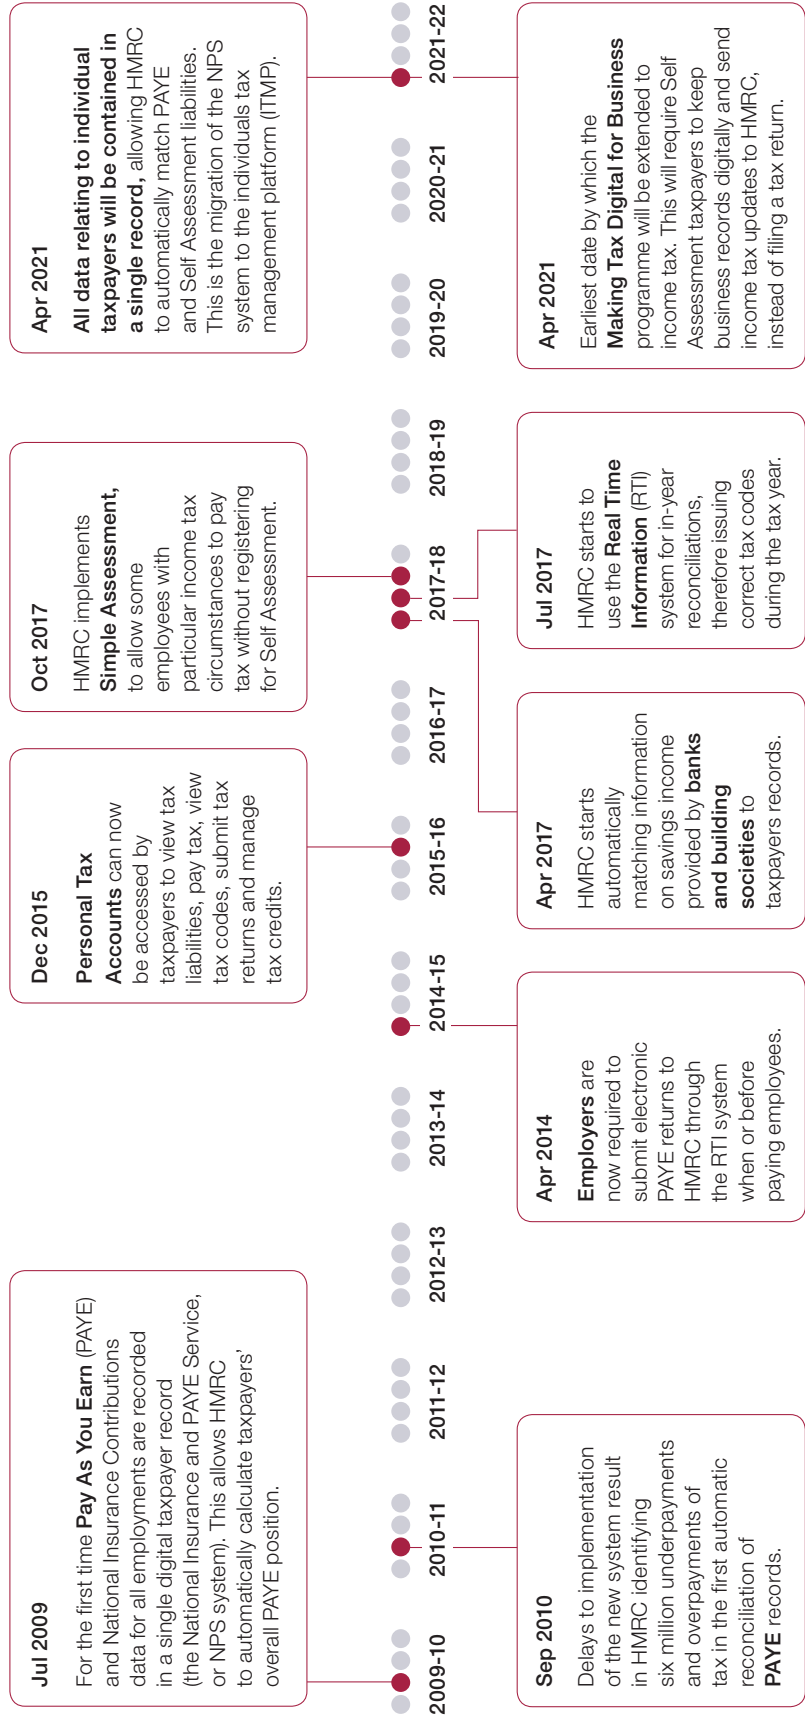 Jul 2009
For the first time Pay As You Earn (PAYE)
and National Insurance Contributions
data for all employments are recorded
in a single digital taxpayer record
(the National Insurance and PAYE Service,
or NPS system). This allows HMRC
to automatically calculate taxpayers’
overall PAYE position.
Dec 2015
Personal Tax
Accounts can now
be accessed by
taxpayers to view tax
liabilities, pay tax, view
tax codes, submit tax
returns and manage
tax credits.
Oct 2017
HMRC implements
Simple Assessment,
to allow some
employees with
particular income tax
circumstances to pay
tax without registering
for Self Assessment.
Apr 2021
All data relating to individual
taxpayers will be contained in
a single record, allowing HMRC
to automatically match PAYE
and Self Assessment liabilities.
This is the migration of the NPS
system to the individuals tax
management platform (ITMP).
2009-10
2010-11
2011-12
2012-13
2013-14
2014-15
2015-16
2016-17
2017-18
2018-19
2019-20
2020-21
2021-22
Sep 2010
Delays to implementation
of the new system result
in HMRC identifying
six million underpayments
and overpayments of
tax in the first automatic
reconciliation of
PAYE records.
Apr 2014
Employers are
now required to
submit electronic
PAYE returns to
HMRC through
the RTI system
when or before
paying employees.
Apr 2017
HMRC starts
automatically
matching information
on savings income
provided by banks
and building
societies to
taxpayers records.
Jul 2017
HMRC starts to
use the Real Time
Information (RTI)
system for in-year
reconciliations,
therefore issuing
correct tax codes
during the tax year.
Apr 2021
Earliest date by which the
Making Tax Digital for Business
programme will be extended to
income tax. This will require Self
Assessment taxpayers to keep
business records digitally and send
income tax updates to HMRC,
instead of filing a tax return.